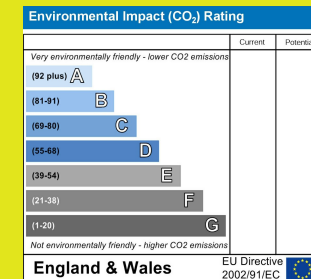 Environmental Impact (CO₂) Rating
Current Potentia
Very environmentally friendly - lower CO2 emissions
(92 plus) A
(81-91) B
(69-80) C
(55-68) D
(39-54) E
(21-38) F
(1-20) G
Not environmentally friendly - higher CO2 emissions
England & Wales
EU Directive
2002/91/EC